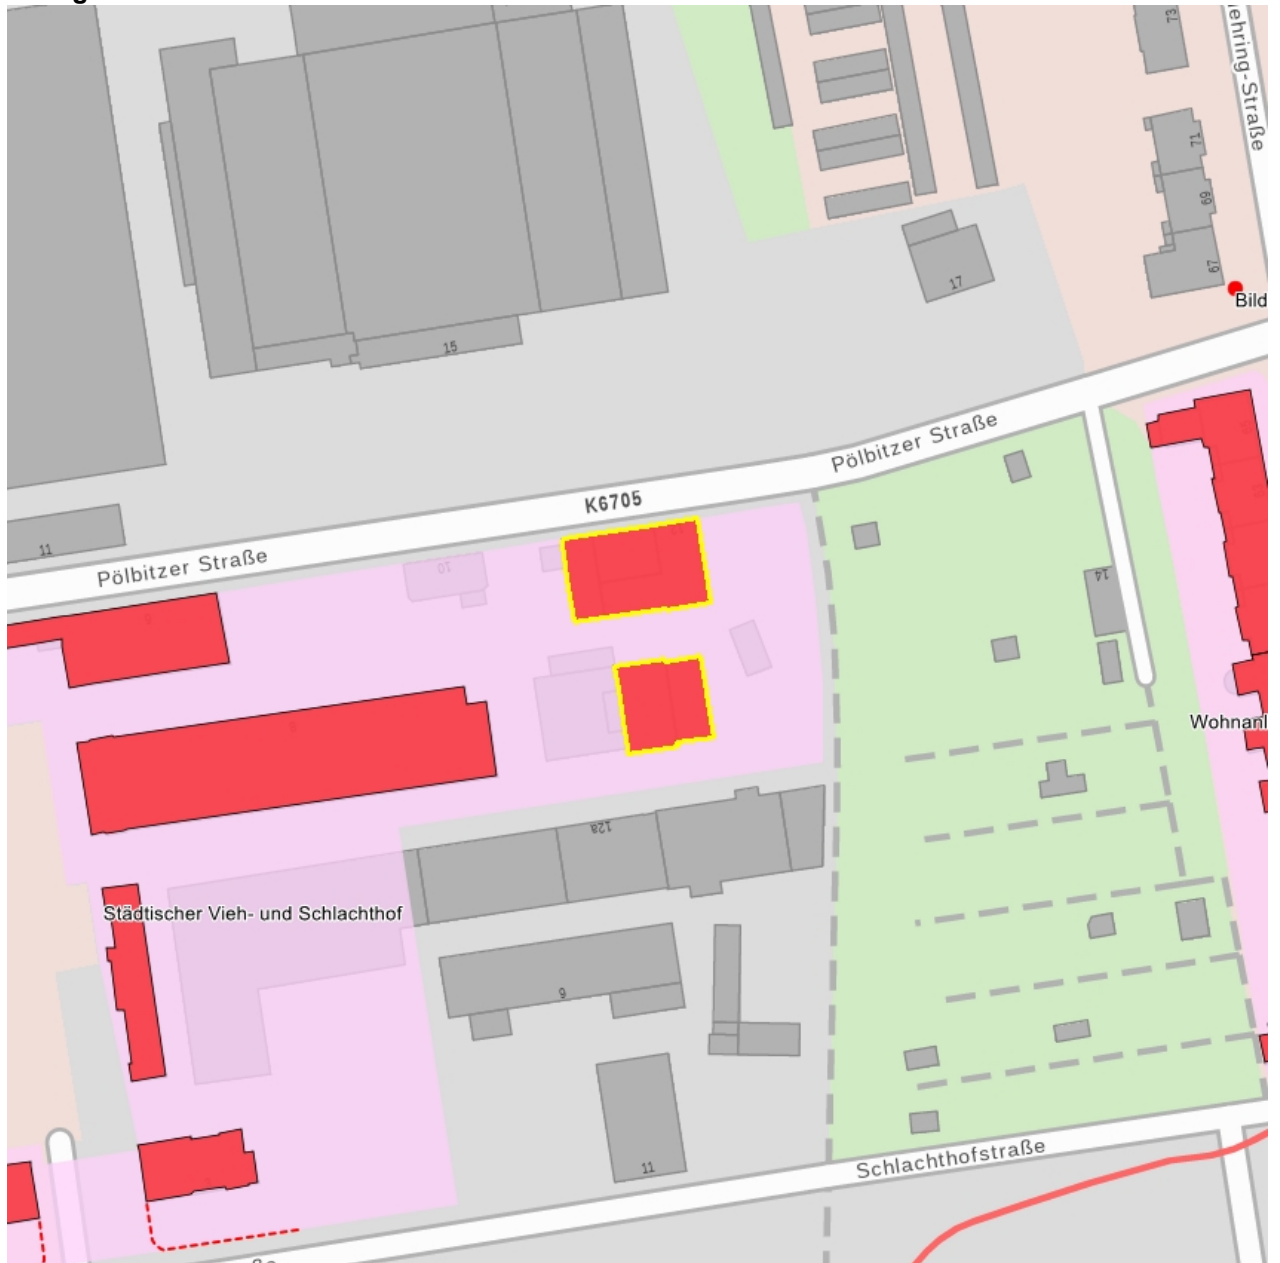 73
ehring-Straße
71
69
67
17
Bild
15
Pölbitzer Straße
K6705
11
Pölbitzer Straße
10
14
Wohnanl
12a
Städtischer Vieh- und Schlachthof
9
11
Schlachthofstraße